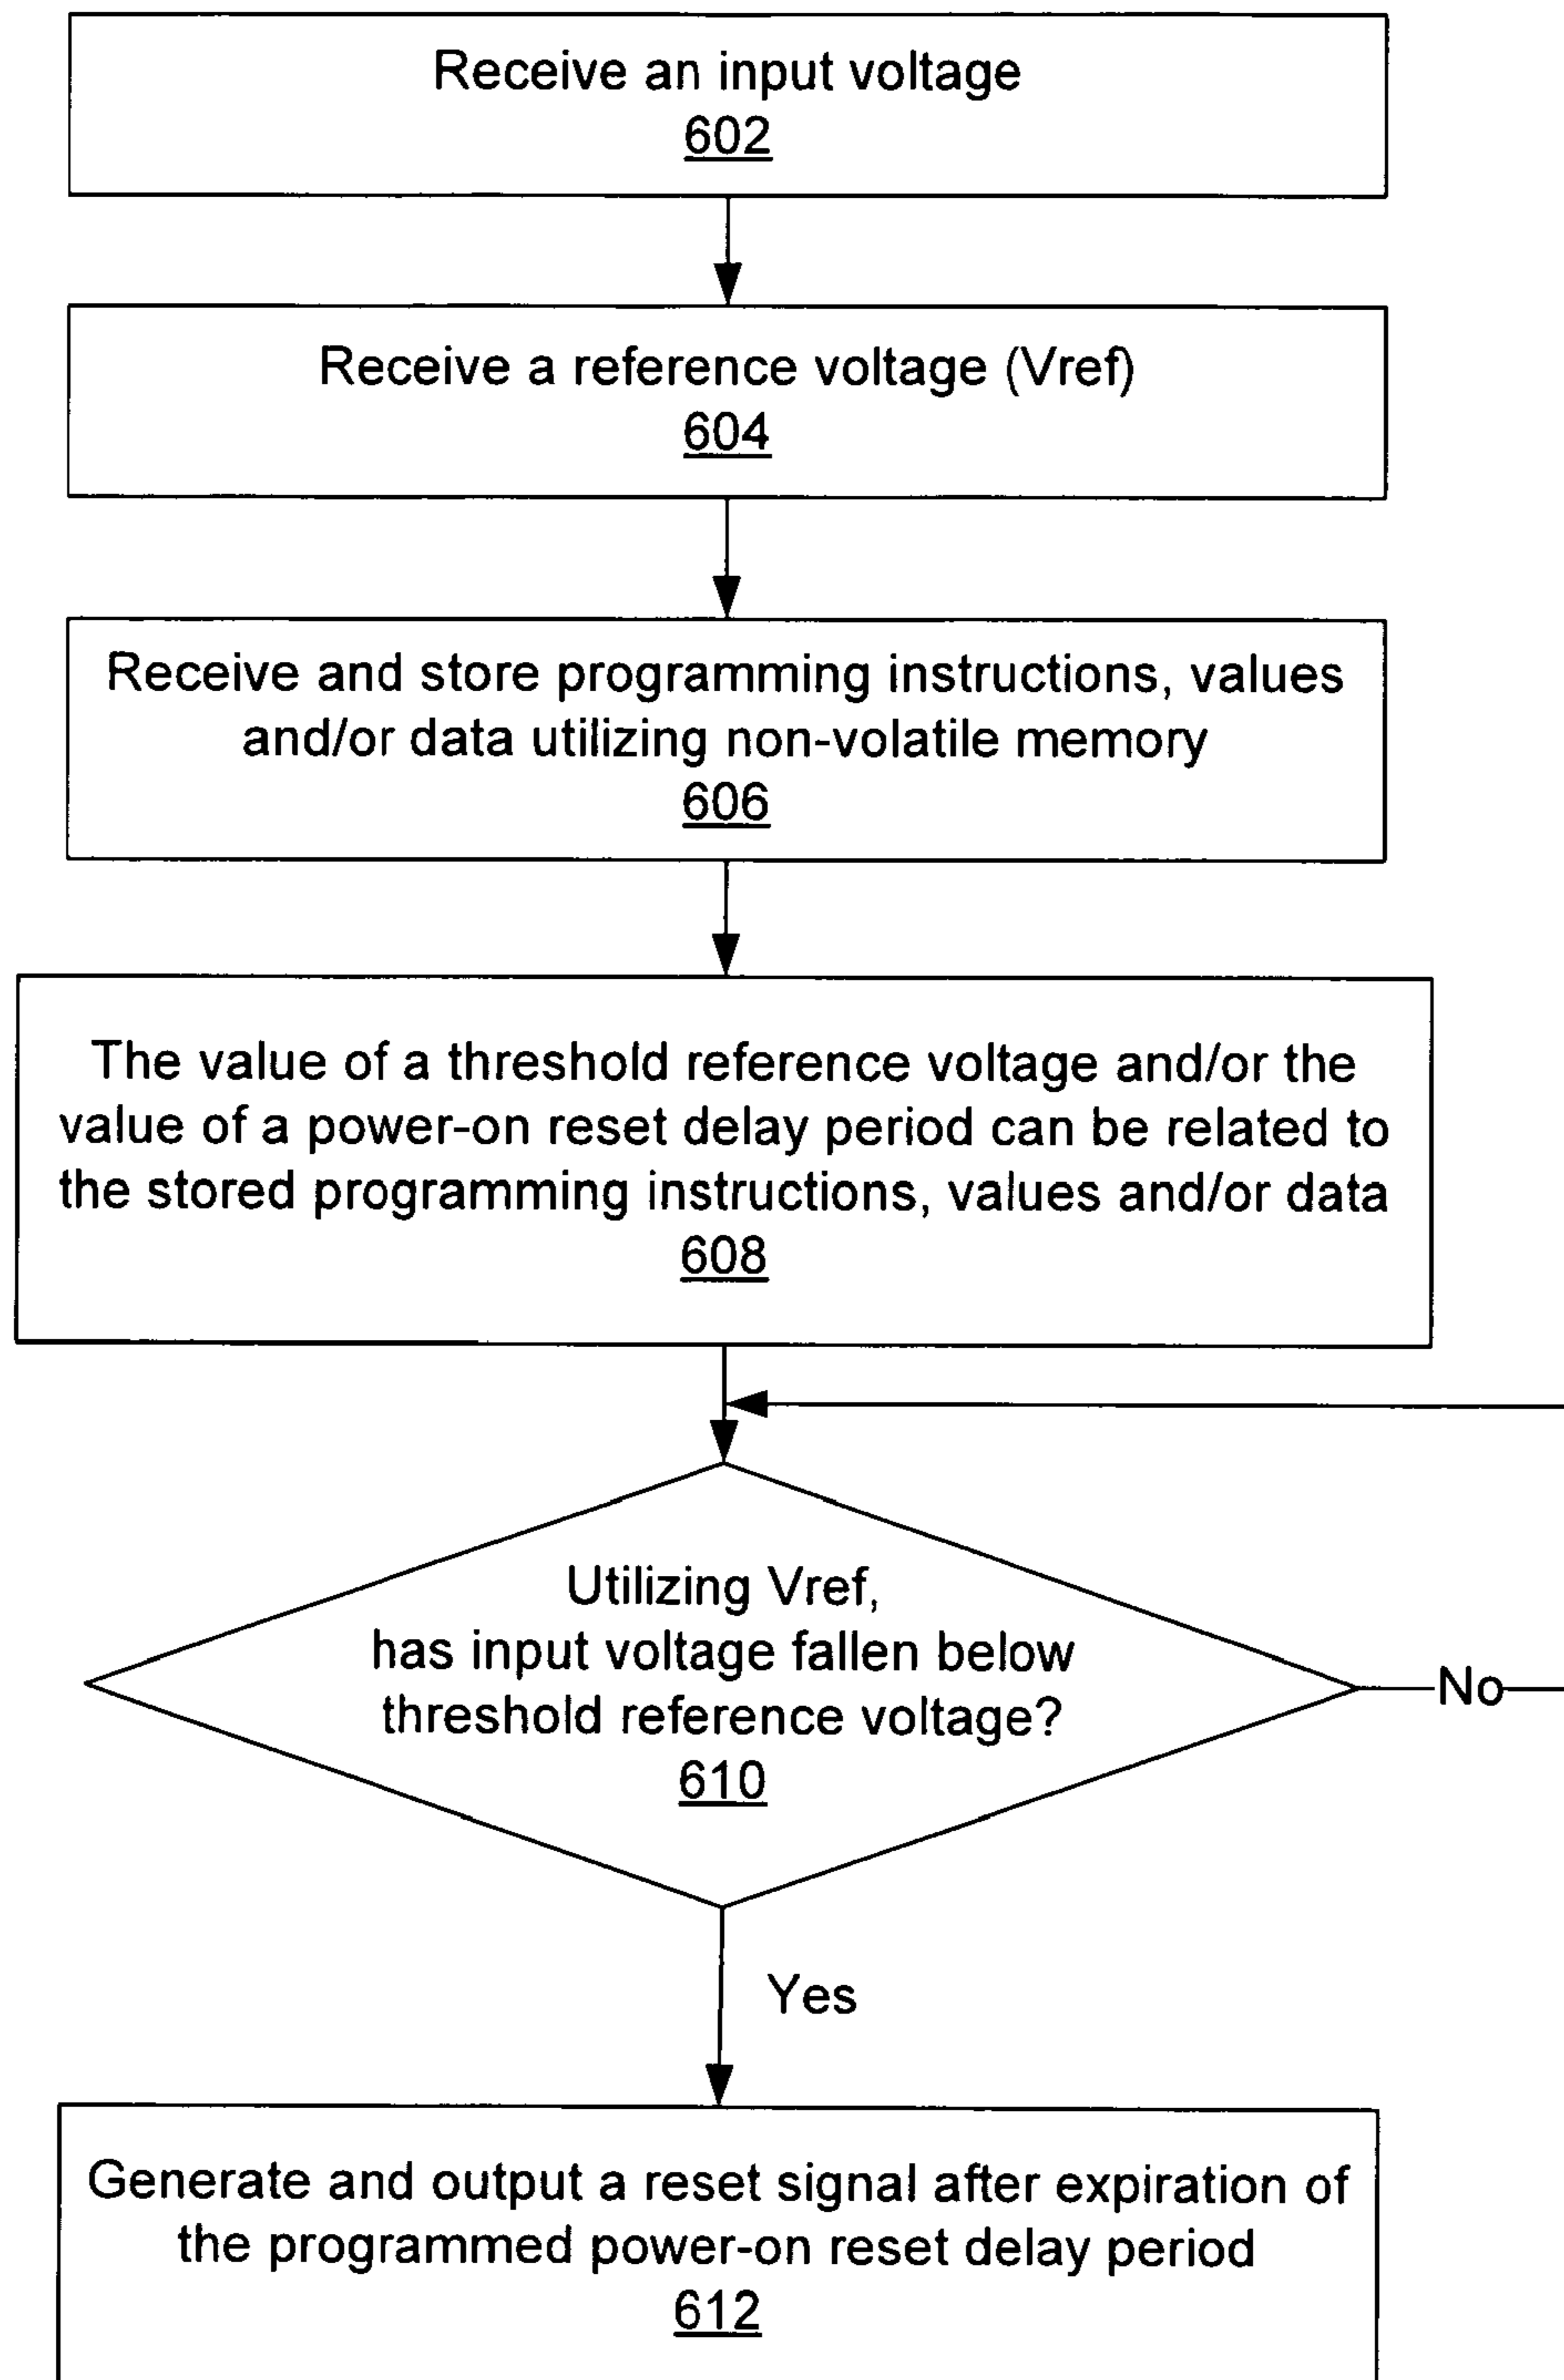 Receive an input voltage
602
Receive a reference voltage (Vref)
604
Receive and store programming instructions, values
and/or data utilizing non-volatile memory
606
The value of a threshold reference voltage and/or the
value of a power-on reset delay period can be related to
the stored programming instructions, values and/or data
608
Utilizing Vref,
has input voltage fallen below
threshold reference voltage?
610
No
Yes
Generate and output a reset signal after expiration of
the programmed power-on reset delay period
612